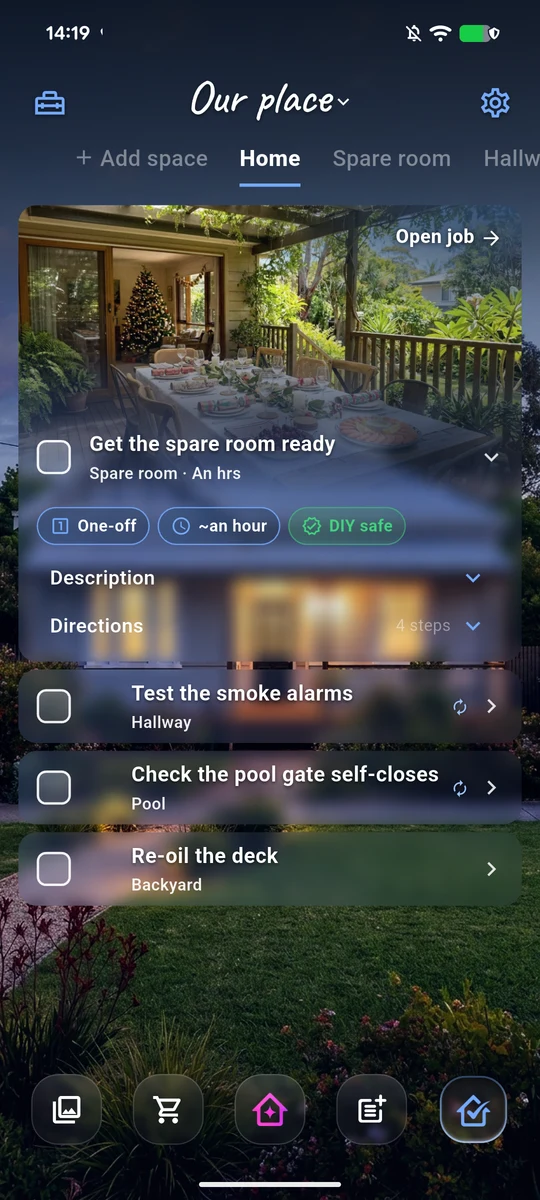 14:19
Our place
+ Add space
Home
Spare room
Hallw
Open job →
Get the spare room ready
Spare room · An hrs
One-off
~an hour
DIY safe
Description
Directions
4 steps
Test the smoke alarms
Hallway
Check the pool gate self-closes
Pool
Re-oil the deck
Backyard